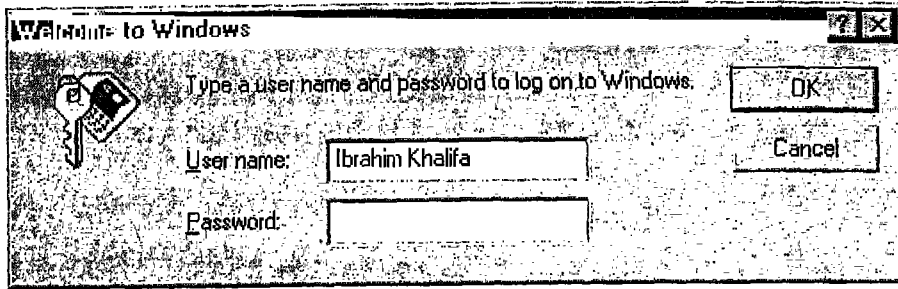 Welcome to Windows
Type a user name and password to log on to Windows.
OK
User name: Ibrahim Khalifa
Cancel
Password: